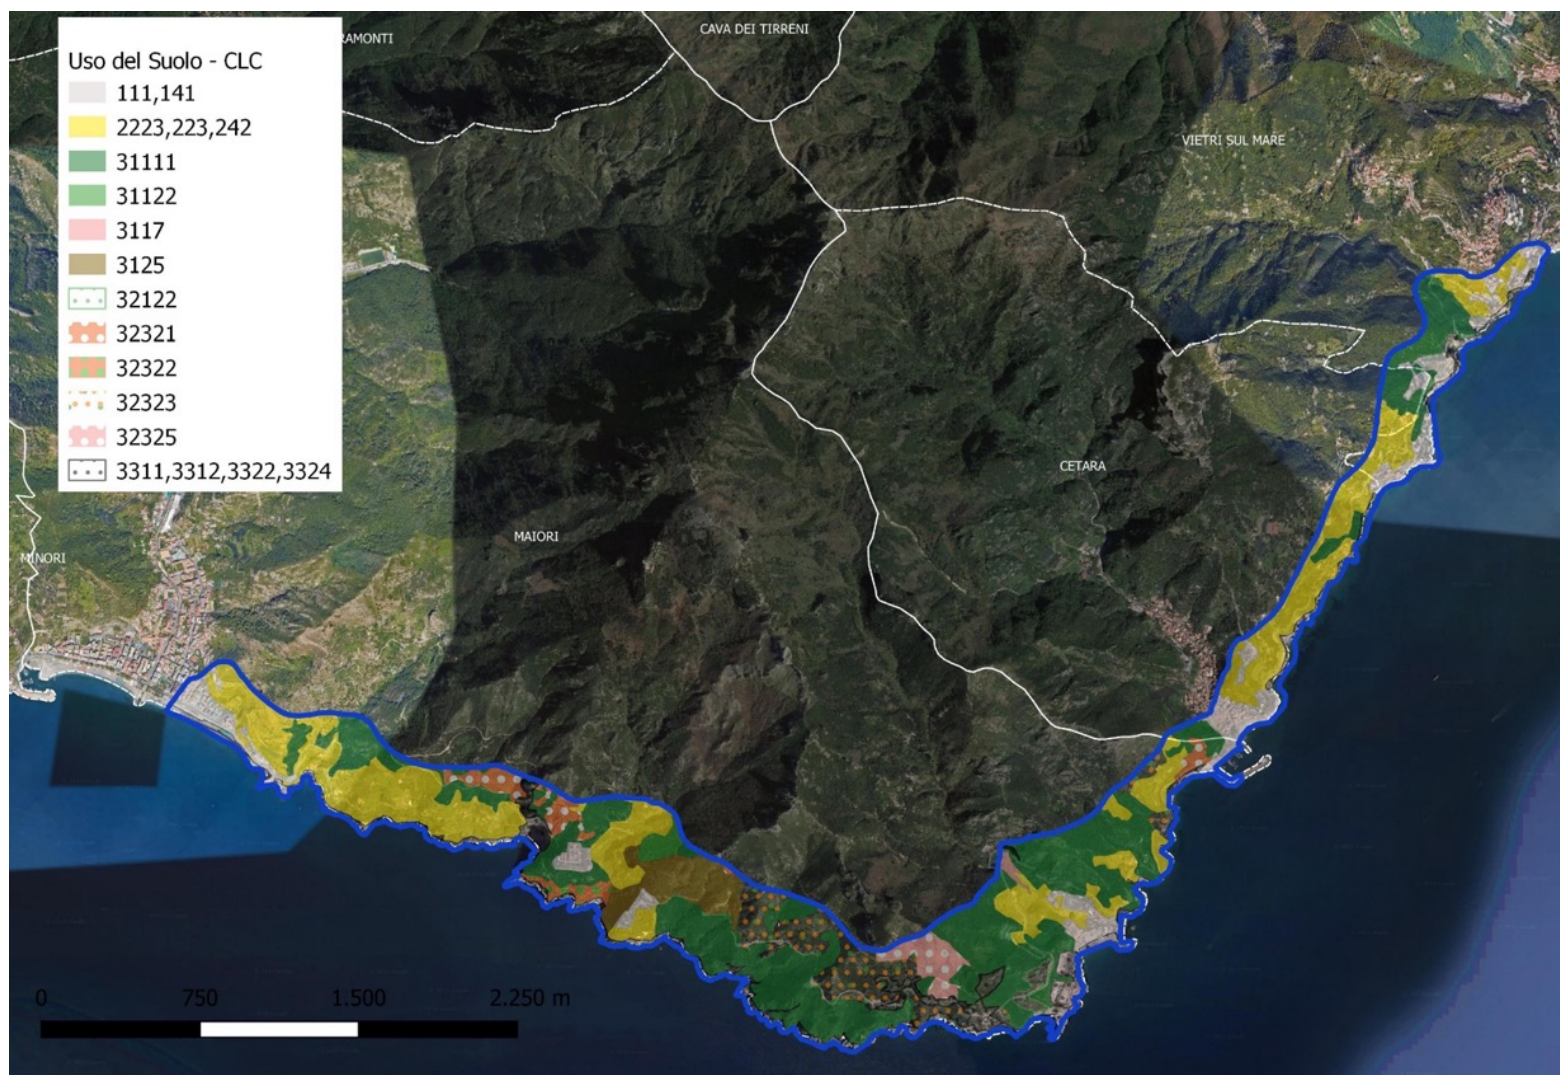 Uso del Suolo - CLC
111,141
2223,223,242
31111
31122
3117
3125
32122
32321
32322
32323
32325
3311,3312,3322,3324
RAMONTI
CAVA DEI TIRRENI
VIETRI SUL MARE
CETARA
MAIORI
MINORI
0 750 1.500 2.250 m